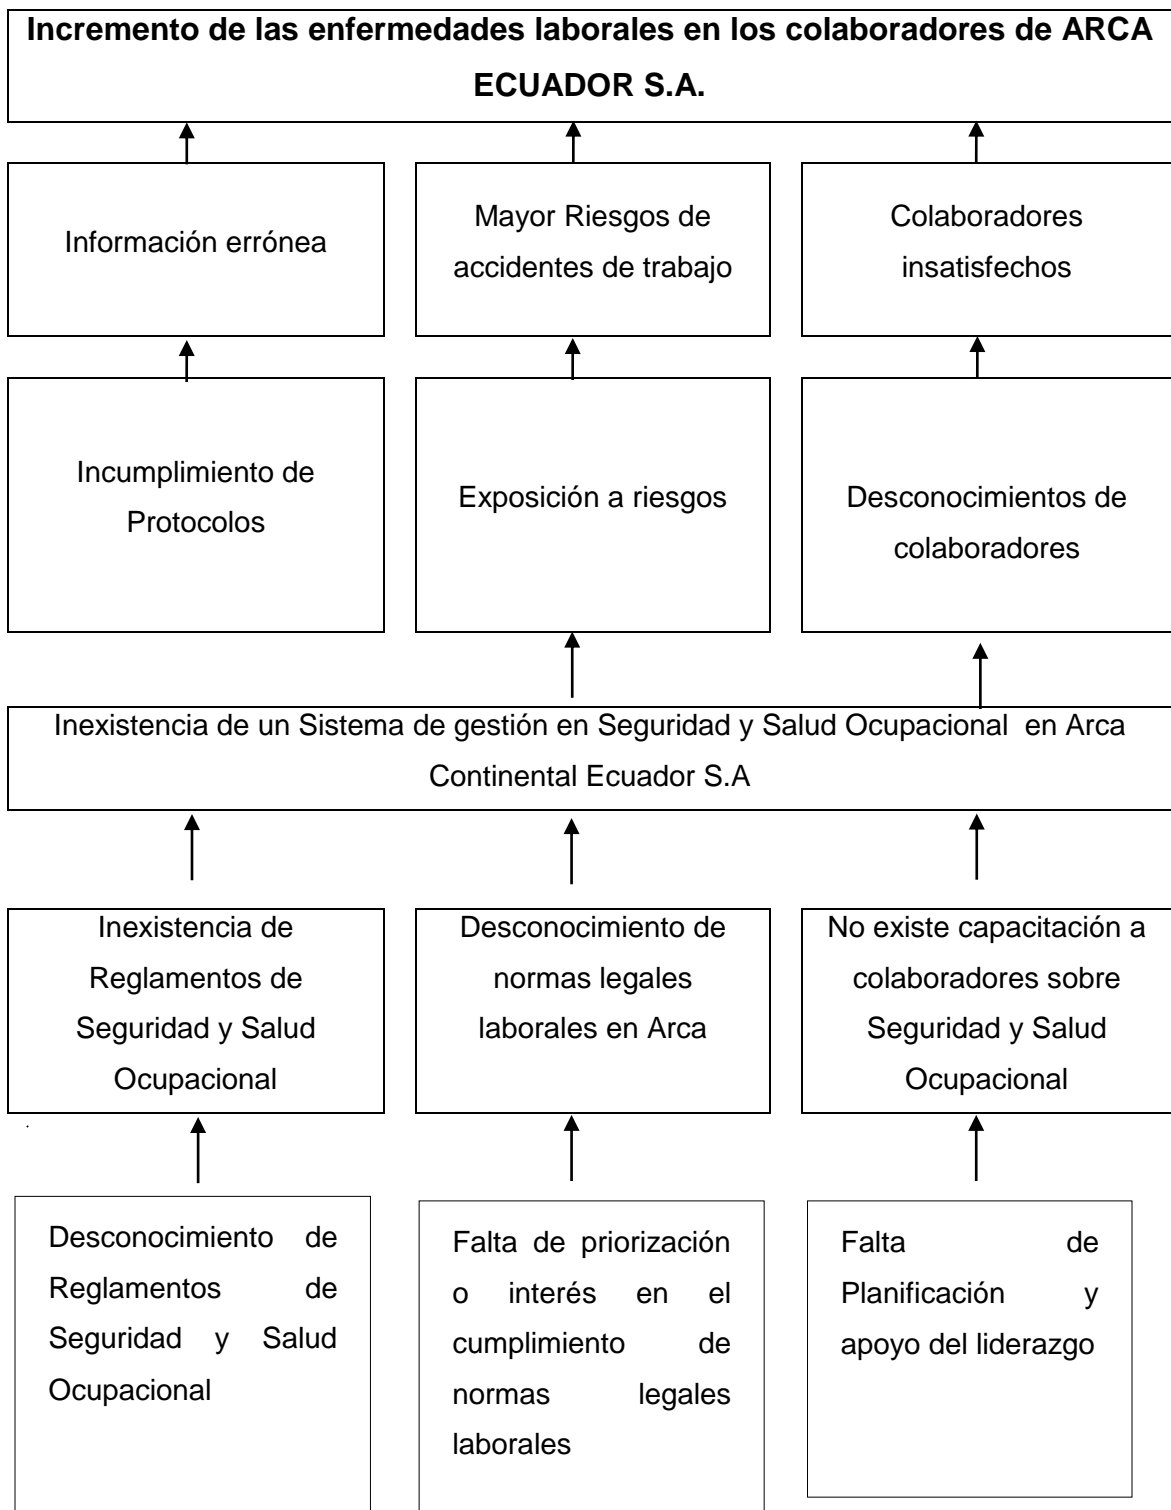 Incremento de las enfermedades laborales en los colaboradores de ARCA
ECUADOR S.A.
Información errónea
Mayor Riesgos de
accidentes de trabajo
Colaboradores
insatisfechos
Incumplimiento de
Protocolos
Exposición a riesgos
Desconocimientos de
colaboradores
Inexistencia de un Sistema de gestión en Seguridad y Salud Ocupacional  en Arca
Continental Ecuador S.A
Inexistencia de
Reglamentos de
Seguridad y Salud
Ocupacional
Desconocimiento de
normas legales
laborales en Arca
No existe capacitación a
colaboradores sobre
Seguridad y Salud
Ocupacional
Desconocimiento de
Reglamentos de
Seguridad y Salud
Ocupacional
Falta de priorización
o interés en el
cumplimiento de
normas legales
laborales
Falta de
Planificación y
apoyo del liderazgo